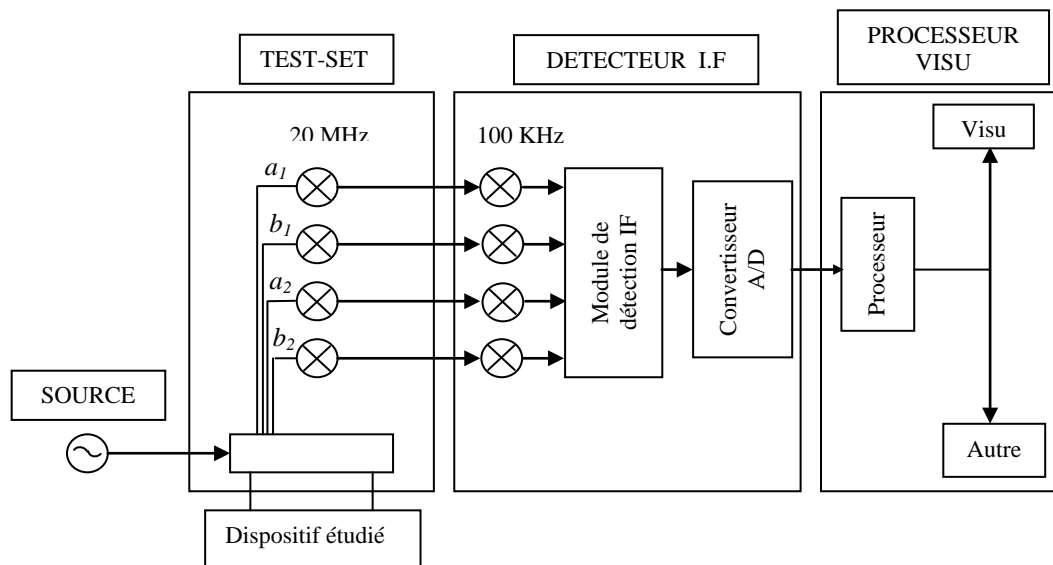 TEST-SET
DETECTEUR I.F
PROCESSEUR
VISU
20 MHz
100 KHz
Visu
a1
b1
a2
b2
Module de
détection IF
Convertisseur
A/D
Processeur
SOURCE
Autre
Dispositif étudié